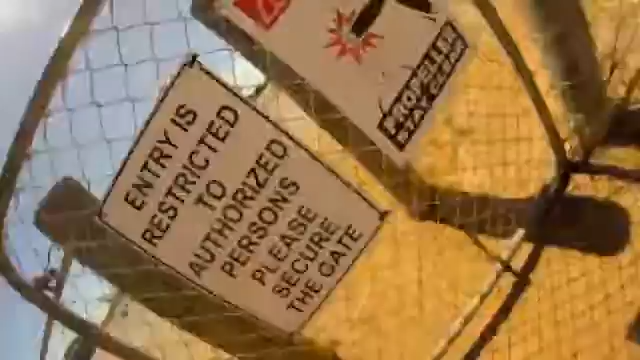 ENTRY IS
RESTRICTED
TO
AUTHORIZED
PERSONS
PLEASE
SECURE
THE GATE
PROPELLER
STAY CLEAR